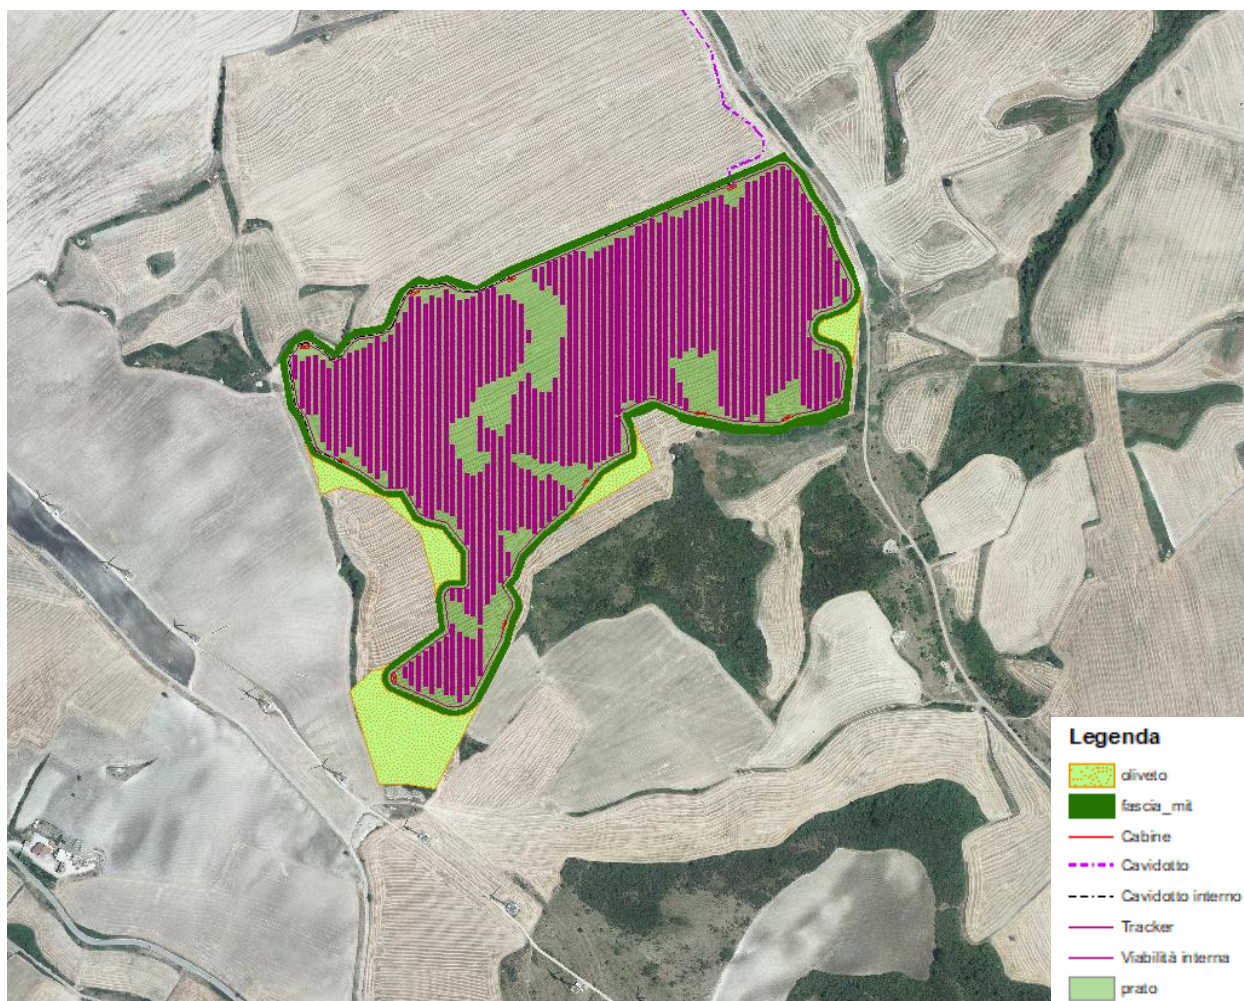 Legenda
oliveto
fascia_mit
Cabine
Cavidotto
Cavidotto interno
Tracker
Viabilità interna
prato